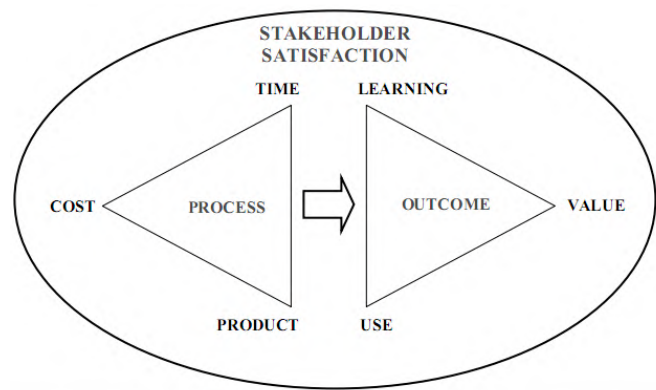 STAKEHOLDER
SATISFACTION
TIME
LEARNING
COST
PROCESS
OUTCOME
VALUE
PRODUCT
USE